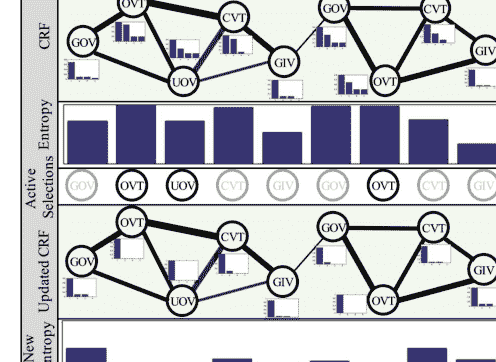 CRF
OVT
CVT
GOV
CVT
GOV
GIV
GIV
UOV
OVT
Entropy
Active
Selections
GOV
OVT
UOV
CVT
GIV
GOV
OVT
CVT
GIV
Updated CRF
OVT
CVT
GOV
CVT
GOV
GIV
GIV
UOV
OVT
New
Entropy